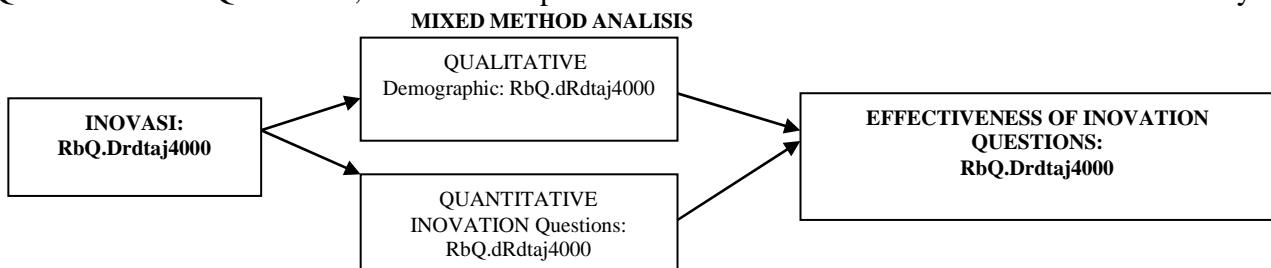 MIXED METHOD ANALISIS
QUALITATIVE
Demographic: RbQ.dRdtaj4000
INOVASI:
RbQ.Drdtaj4000
EFFECTIVENESS OF INOVATION
QUESTIONS:
RbQ.Drdtaj4000
QUANTITATIVE
INOVATION Questions:
RbQ.dRdtaj4000